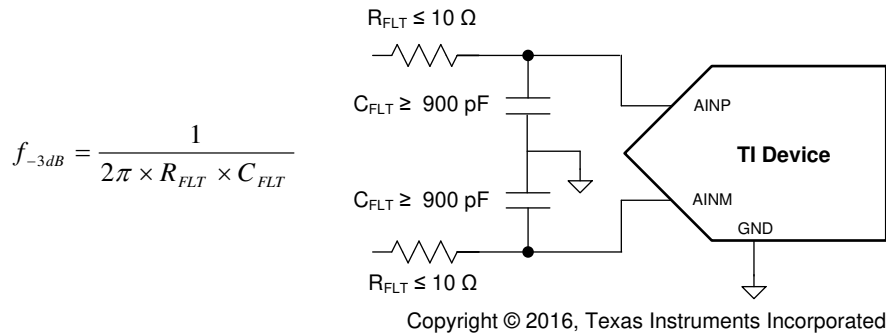 R_FLT ≤ 10 Ω
C_FLT ≥ 900 pF
AINP
f_-3dB = 1 / (2π × R_FLT × C_FLT)
TI Device
C_FLT ≥ 900 pF
AINM
GND
R_FLT ≤ 10 Ω
Copyright © 2016, Texas Instruments Incorporated